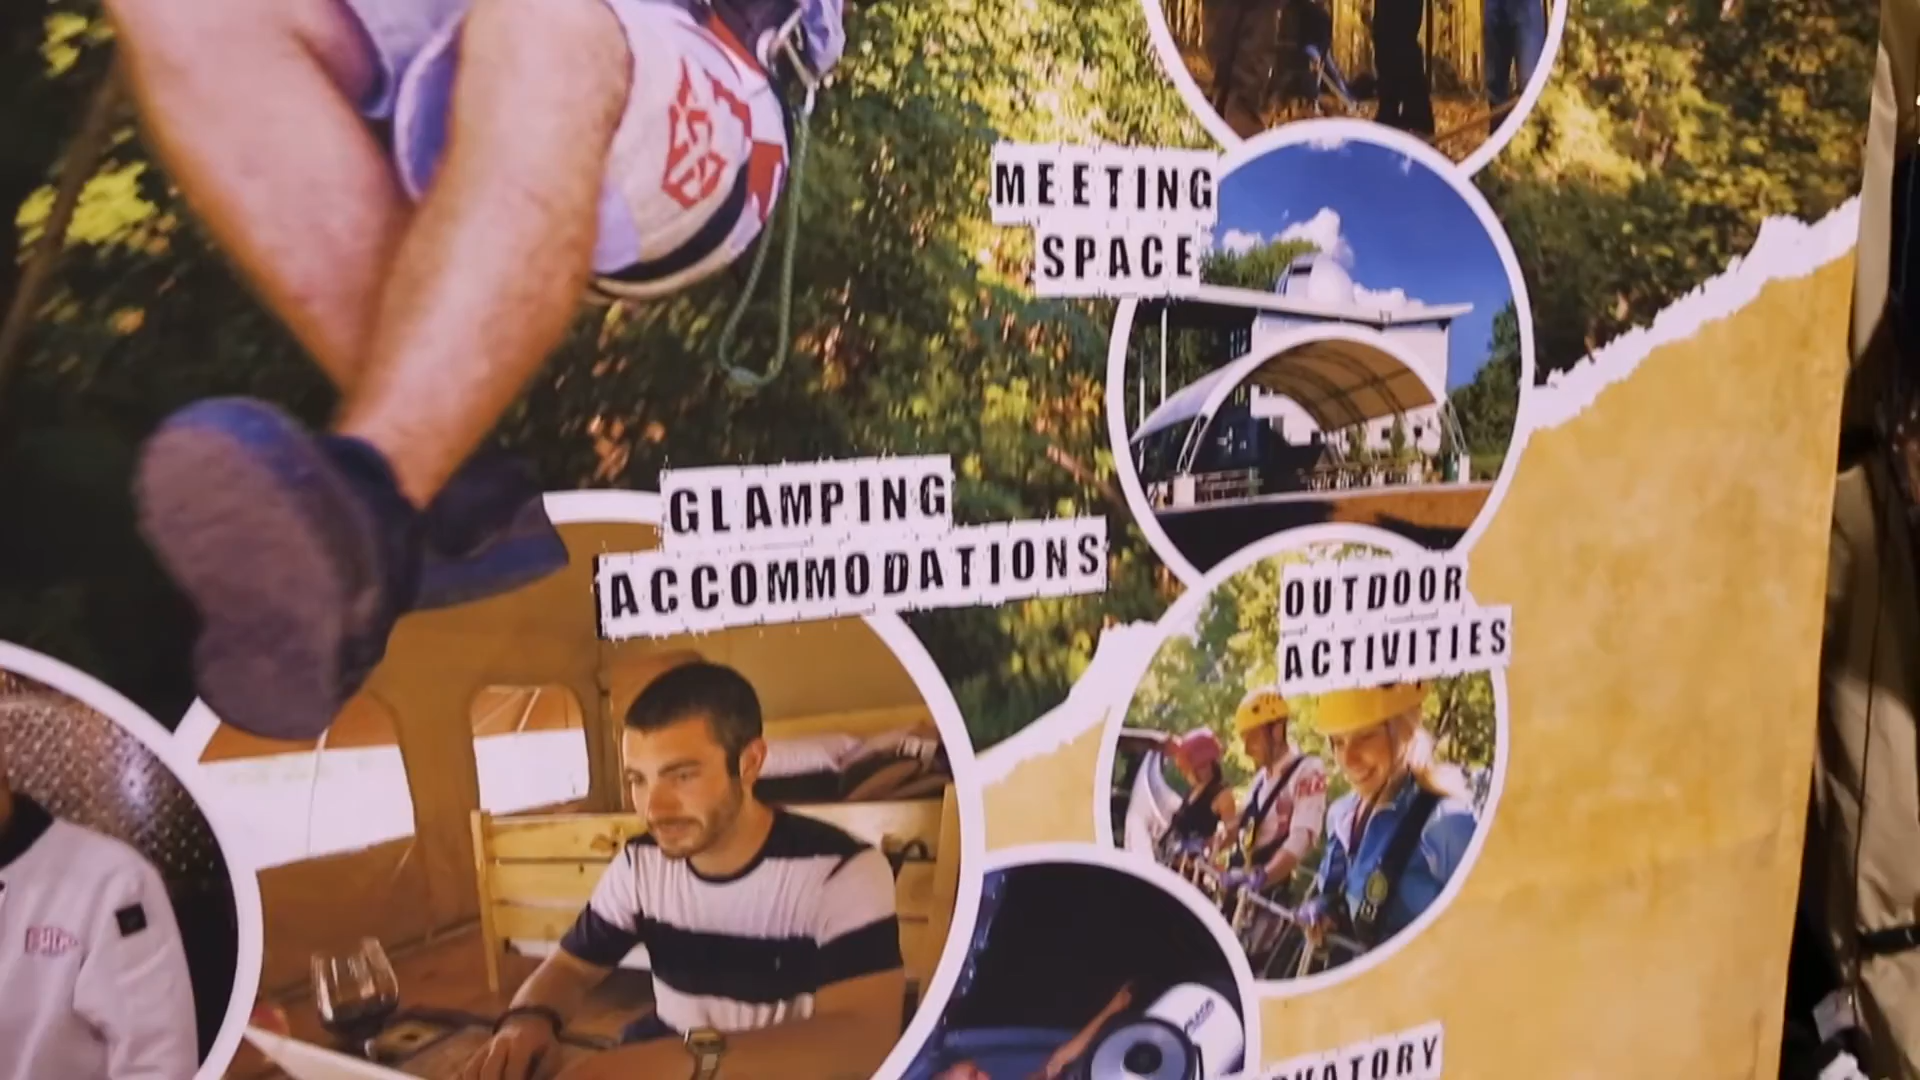 MEETING
SPACE
GLAMPING
ACCOMMODATIONS
OUTDOOR
ACTIVITIES